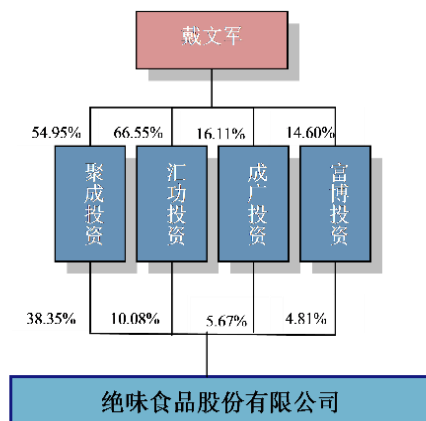 戴文军
54.95% 66.55% 16.11% 14.60%
聚成投资
汇功投资
成广投资
富博投资
38.35% 10.08% 5.67% 4.81%
绝味食品股份有限公司